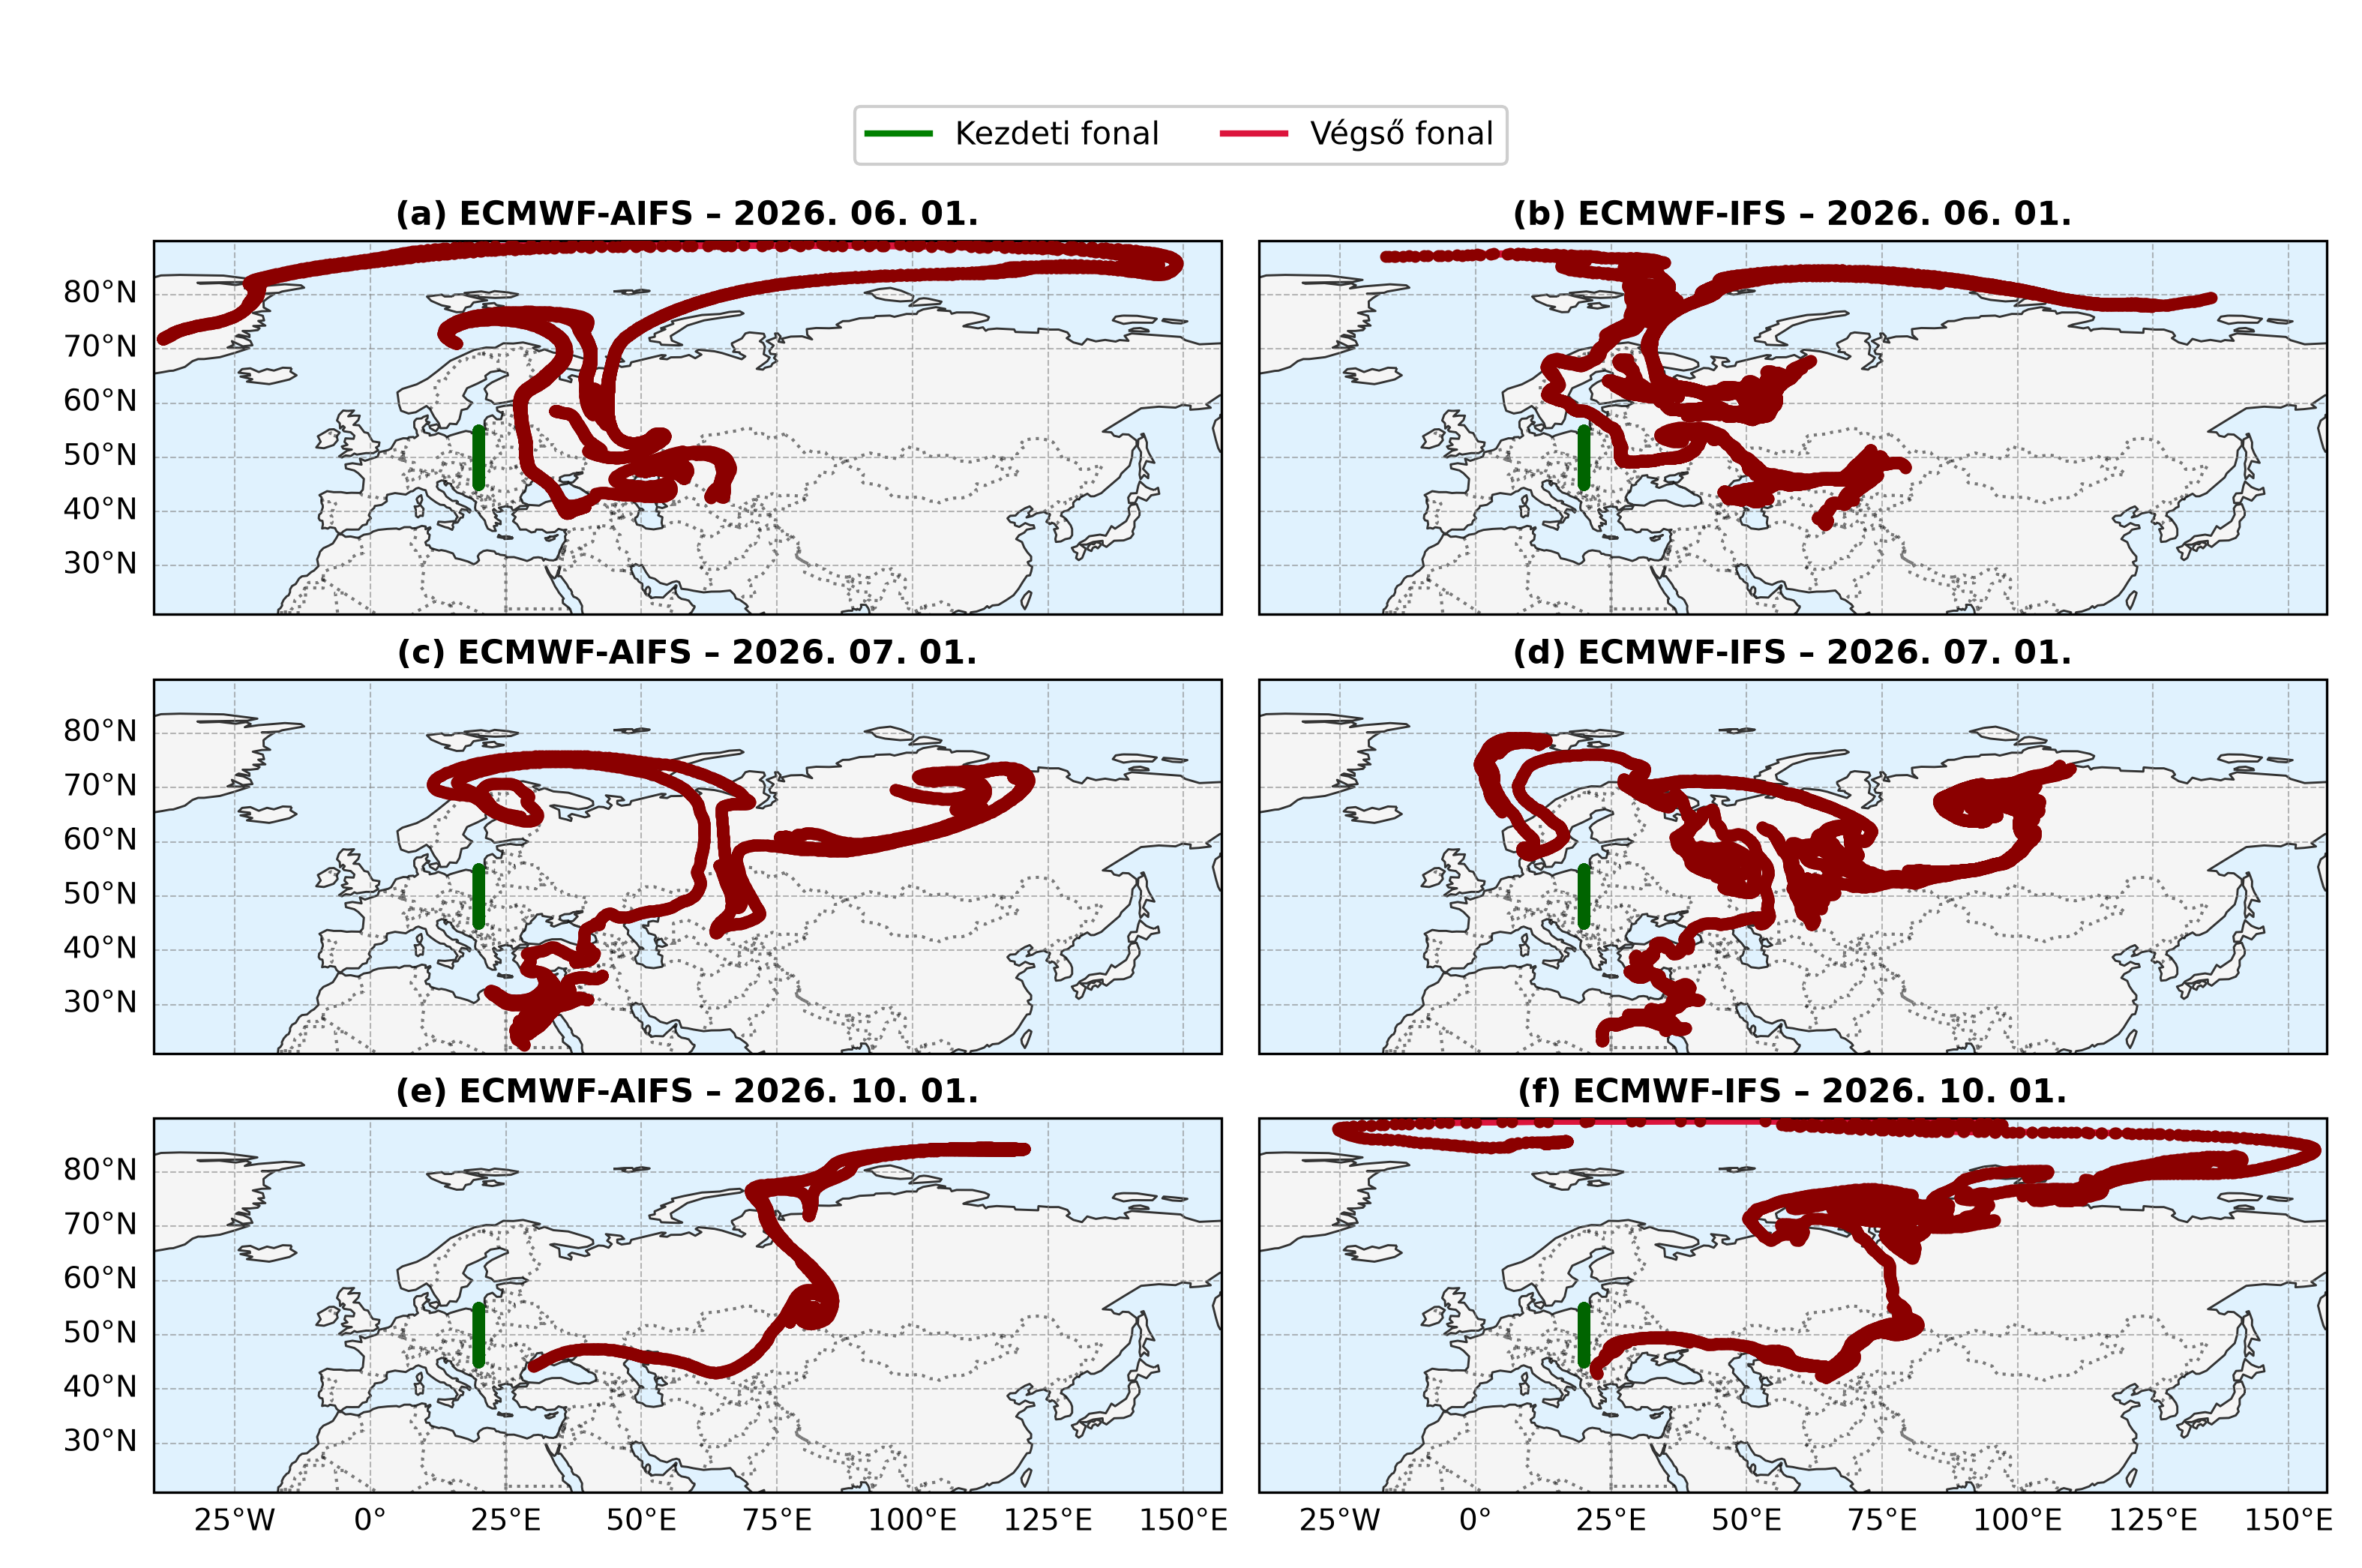 Kezdeti fonal Végső fonal
(a) ECMWF-AIFS – 2026. 06. 01. (b) ECMWF-IFS – 2026. 06. 01.
80°N
70°N
60°N
50°N
40°N
30°N
(c) ECMWF-AIFS – 2026. 07. 01. (d) ECMWF-IFS – 2026. 07. 01.
80°N
70°N
60°N
50°N
40°N
30°N
(e) ECMWF-AIFS – 2026. 10. 01. (f) ECMWF-IFS – 2026. 10. 01.
80°N
70°N
60°N
50°N
40°N
30°N
25°W 0° 25°E 50°E 75°E 100°E 125°E 150°E 25°W 0° 25°E 50°E 75°E 100°E 125°E 150°E